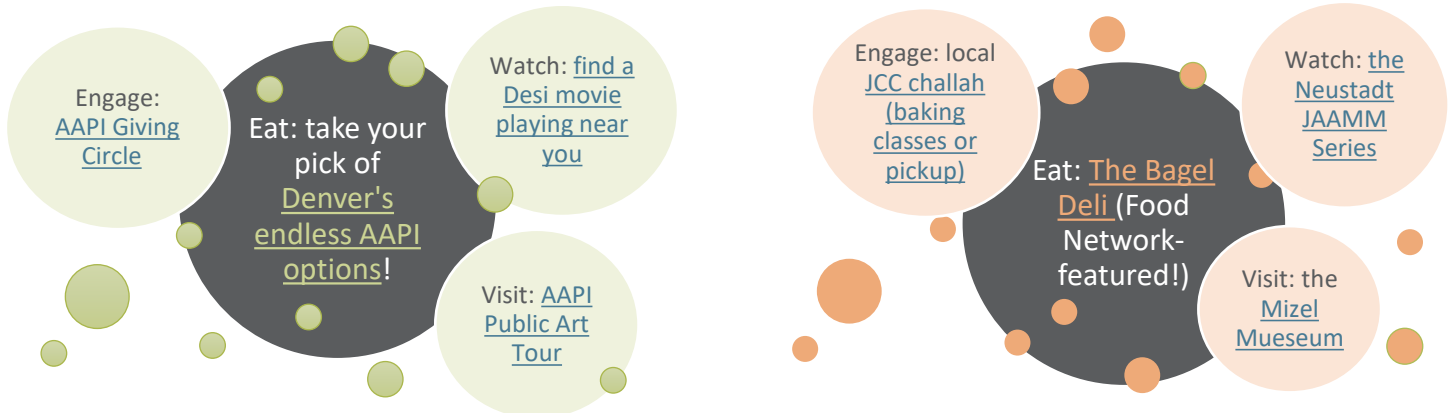 Engage:
AAPI Giving
Circle
Eat: take your
pick of
Denver's
endless AAPI
options!
Watch: find a
Desi movie
playing near
you
Visit: AAPI
Public Art
Tour
Engage: local
JCC challah
(baking
classes or
pickup)
Eat: The Bagel
Deli (Food
Network-
featured!)
Watch: the
Neustadt
JAAMM
Series
Visit: the
Mizel
Mueseum